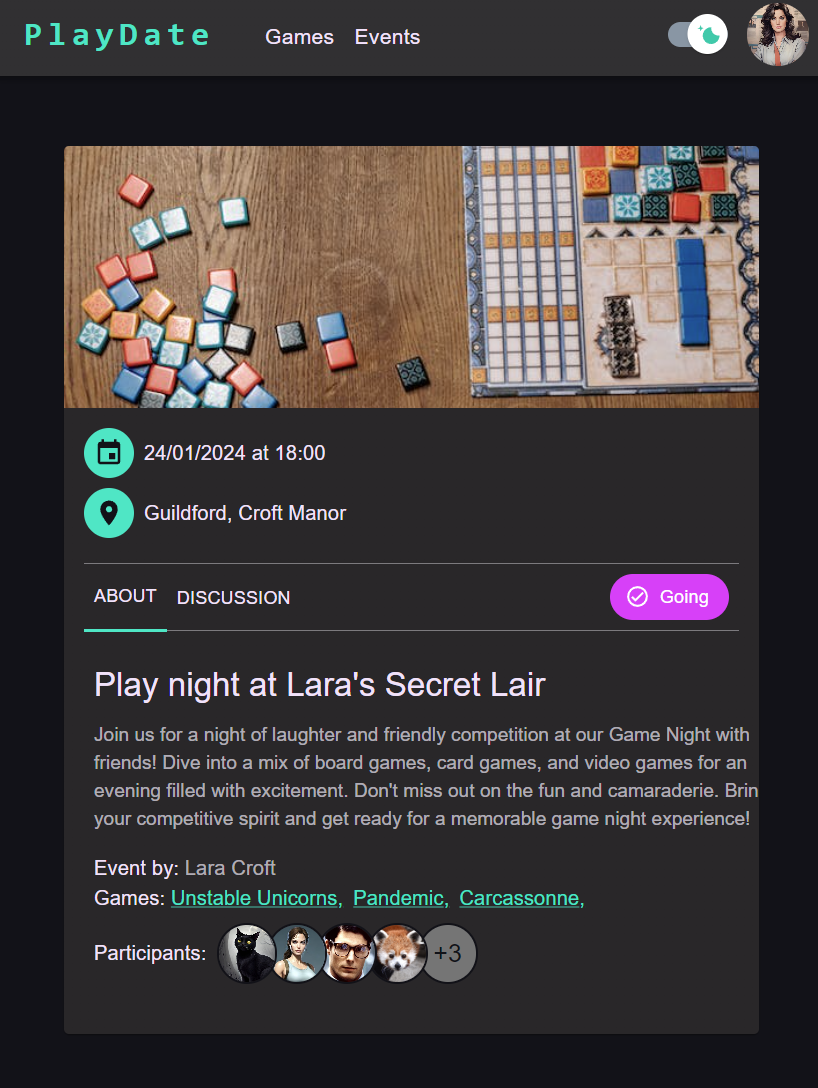 PlayDate
Games Events
24/01/2024 at 18:00
Guildford, Croft Manor
ABOUT DISCUSSION Going
Play night at Lara's Secret Lair
Join us for a night of laughter and friendly competition at our Game Night with
friends! Dive into a mix of board games, card games, and video games for an
evening filled with excitement. Don't miss out on the fun and camaraderie. Brin
your competitive spirit and get ready for a memorable game night experience!
Event by: Lara Croft
Games: Unstable Unicorns, Pandemic, Carcassonne,
Participants: +3